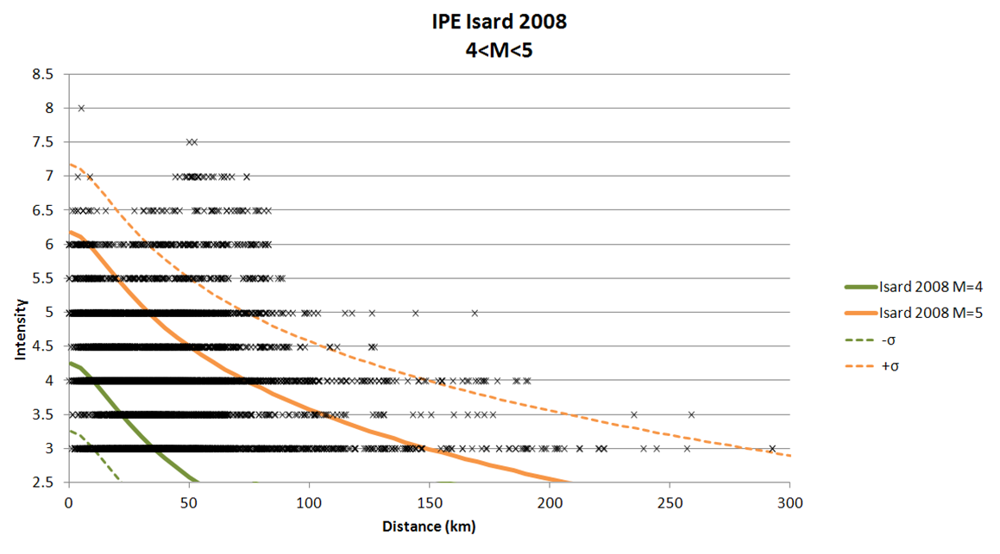 IPE Isard 2008
4<M<5
8.5
8
7.5
7
6.5
6
5.5
5
4.5
4
3.5
3
2.5
Intensity
0 50 100 150 200 250 300
Distance (km)
Isard 2008 M=4
Isard 2008 M=5
-σ
+σ